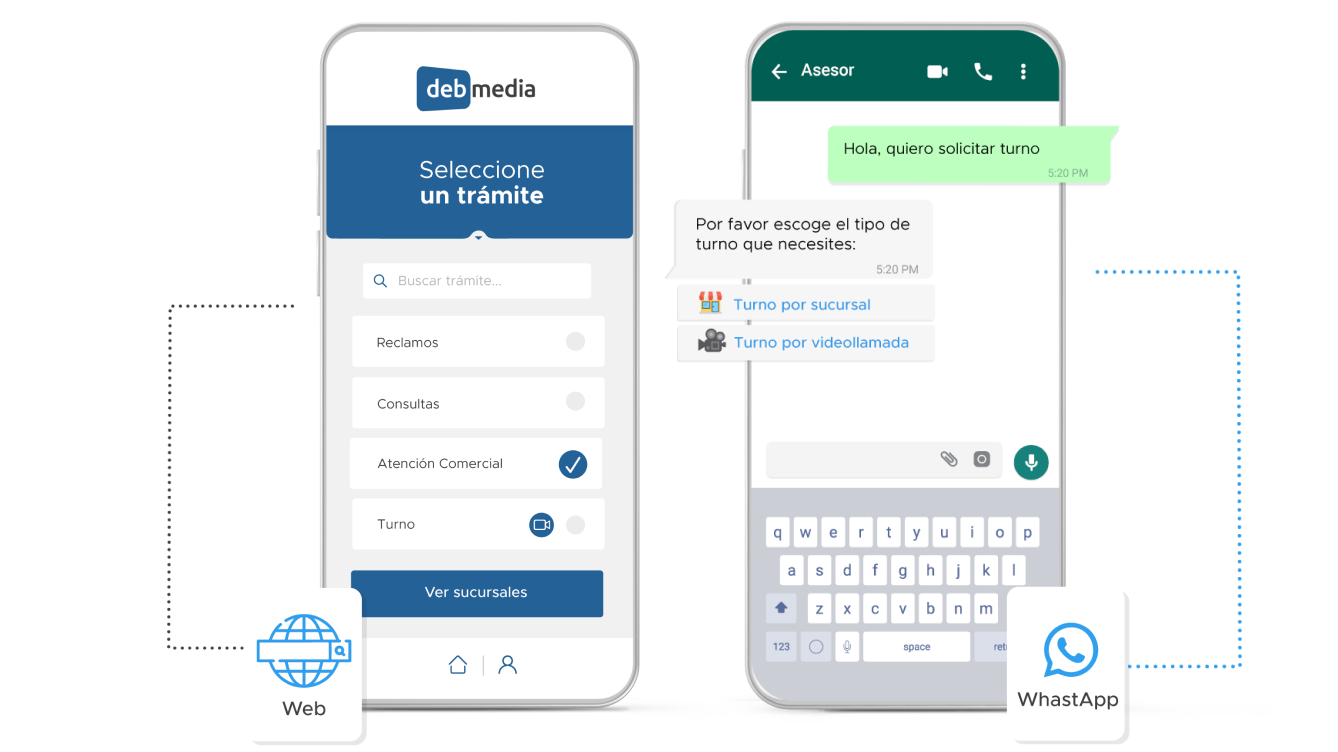 debmedia
Seleccione
un trámite
Buscar trámite...
Reclamos
Consultas
Atención Comercial
Turno
Ver sucursales
Web
Asesor
Hola, quiero solicitar turno
5:20 PM
Por favor escoge el tipo de
turno que necesites:
5:20 PM
Turno por sucursal
Turno por videollamada
q w e r t y u i o p
a s d f g h j k l
z x c v b n m
123 space ret
WhastApp